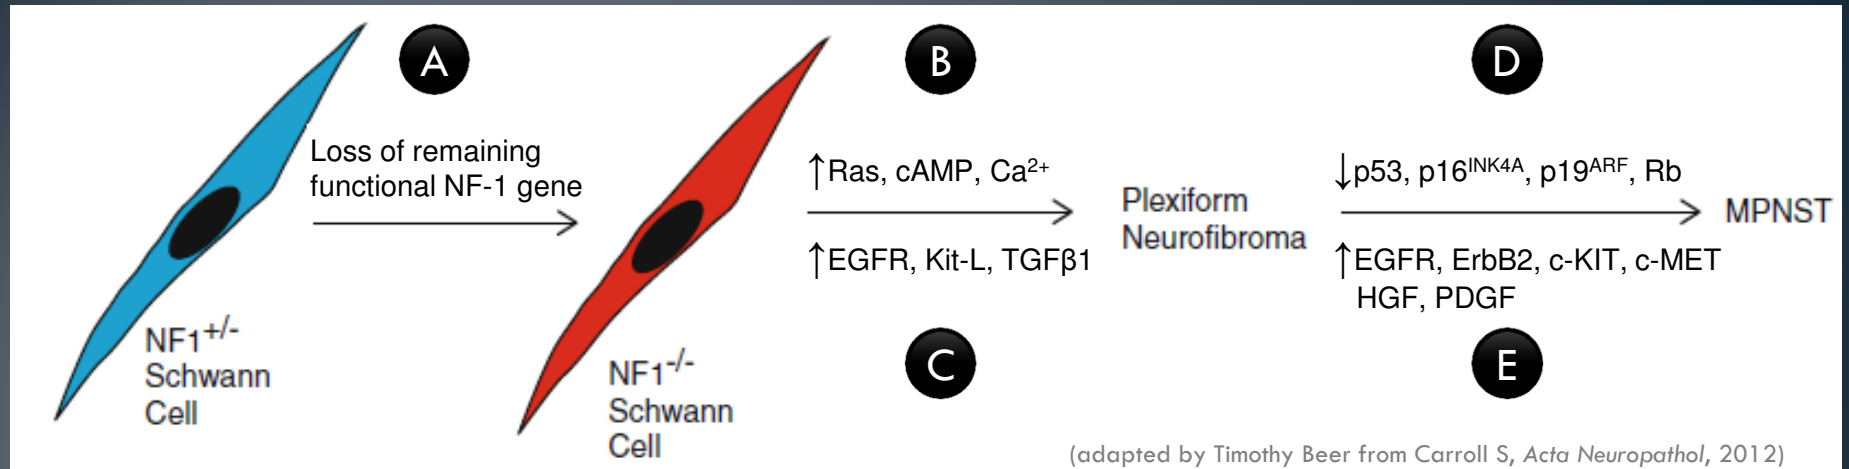 A
B
D
Loss of remaining
functional NF-1 gene
↑Ras, cAMP, Ca²⁺
↓p53, p16ᴵᴺᴷ⁴ᴬ, p19ᴬᴿᶠ, Rb
Plexiform
Neurofibroma
MPNST
↑EGFR, Kit-L, TGFβ1
↑EGFR, ErbB2, c-KIT, c-MET
HGF, PDGF
NF1+/-
Schwann
Cell
NF1-/-
Schwann
Cell
C
E
(adapted by Timothy Beer from Carroll S, Acta Neuropathol, 2012)